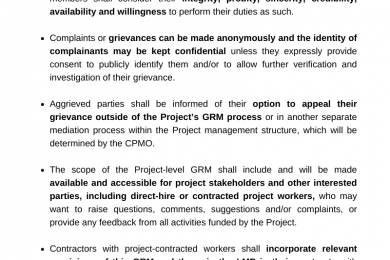 members shall consider their integrity, probity, sincerity, credibility,
availability and willingness to perform their duties as such.
• Complaints or grievances can be made anonymously and the identity of
complainants may be kept confidential unless they expressly provide
consent to publicly identify them and/or to allow further verification and
investigation of their grievance.
• Aggrieved parties shall be informed of their option to appeal their
grievance outside of the Project's GRM process or in another separate
mediation process within the Project management structure, which will be
determined by the CPMO.
• The scope of the Project-level GRM shall include and will be made
available and accessible for project stakeholders and other interested
parties, including direct-hire or contracted project workers, who may
want to raise questions, comments, suggestions and/or complaints, or
provide any feedback from all activities funded by the Project.
• Contractors with project-contracted workers shall incorporate relevant